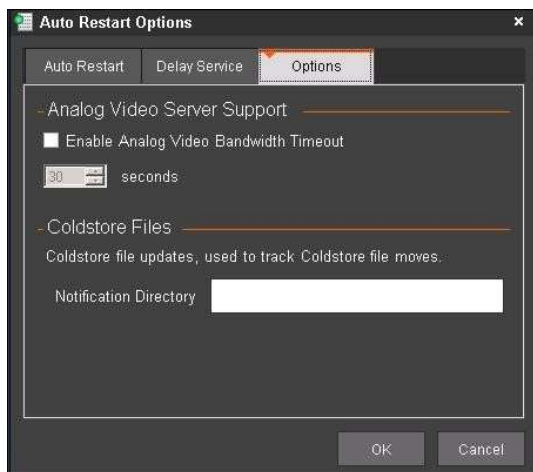 Auto Restart Options
Auto Restart Delay Service Options
Analog Video Server Support
Enable Analog Video Bandwidth Timeout
30 seconds
Coldstore Files
Coldstore file updates, used to track Coldstore file moves.
Notification Directory
OK Cancel